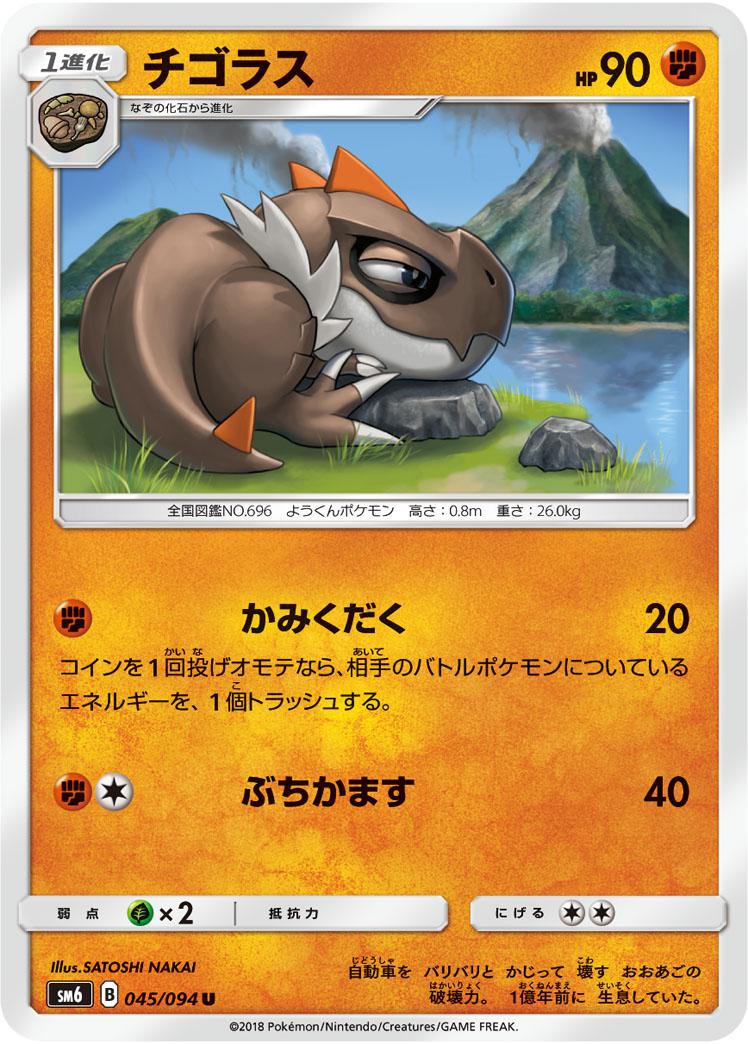 1進化
チゴラス
HP 90
なぞの化石から進化
全国図鑑NO.696 ようくんポケモン 高さ：0.8m 重さ：26.0kg
かみくだく 20
コインを1回投げオモテなら、相手のバトルポケモンについている
エネルギーを、1個トラッシュする。
ぶちかます 40
弱点 ×2 抵抗力 にげる
Illus.SATOSHI NAKAI
自動車を バリバリと かじって 壊す おおあごの
破壊力。 1億年前に 生息していた。
SM6 B 045/094 U
©2018 Pokémon/Nintendo/Creatures/GAME FREAK.